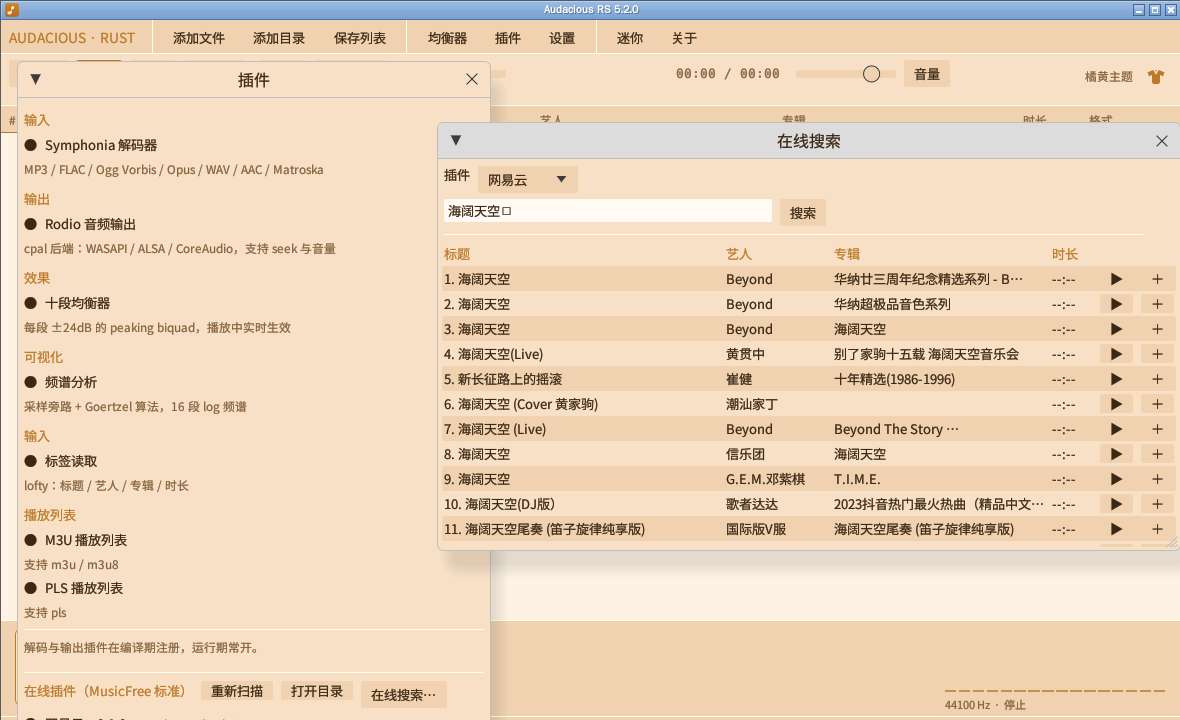 Audacious RS 5.2.0
AUDACIOUS · RUST 添加文件 添加目录 保存列表 均衡器 插件 设置 迷你 关于
00:00 / 00:00 音量 橘黄主题
# 艺人 专辑 时长 格式
▼ 插件
输入
● Symphonia 解码器
MP3 / FLAC / Ogg Vorbis / Opus / WAV / AAC / Matroska
输出
● Rodio 音频输出
cpal 后端：WASAPI / ALSA / CoreAudio，支持 seek 与音量
效果
● 十段均衡器
每段 ±24dB 的 peaking biquad，播放中实时生效
可视化
● 频谱分析
采样旁路 + Goertzel 算法，16 段 log 频谱
输入
● 标签读取
lofty：标题 / 艺人 / 专辑 / 时长
播放列表
● M3U 播放列表
支持 m3u / m3u8
● PLS 播放列表
支持 pls
解码与输出插件在编译期注册，运行期常开。
在线插件（MusicFree 标准） 重新扫描 打开目录 在线搜索⋯
▼ 在线搜索
插件 网易云 ▼
海阔天空□ 搜索
标题 艺人 专辑 时长
1. 海阔天空 Beyond 华纳廿三周年纪念精选系列 - B⋯ --:-- ▶ +
2. 海阔天空 Beyond 华纳超极品音色系列 --:-- ▶ +
3. 海阔天空 Beyond 海阔天空 --:-- ▶ +
4. 海阔天空(Live) 黄贯中 别了家驹十五载 海阔天空音乐会 --:-- ▶ +
5. 新长征路上的摇滚 崔健 十年精选(1986-1996) --:-- ▶ +
6. 海阔天空 (Cover 黄家驹) 潮汕家丁 --:-- ▶ +
7. 海阔天空 (Live) Beyond Beyond The Story ⋯ --:-- ▶ +
8. 海阔天空 信乐团 海阔天空 --:-- ▶ +
9. 海阔天空 G.E.M.邓紫棋 T.I.M.E. --:-- ▶ +
10. 海阔天空(DJ版） 歌者达达 2023抖音热门最火热曲（精品中文⋯ --:-- ▶ +
11. 海阔天空尾奏 (笛子旋律纯享版) 国际版V服 海阔天空尾奏 (笛子旋律纯享版) --:-- ▶ +
44100 Hz · 停止